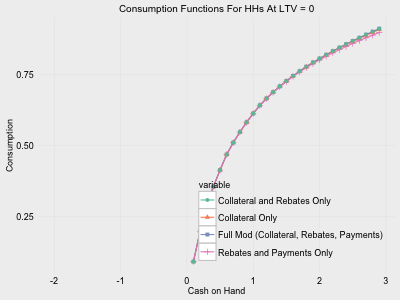 Consumption Functions For HHs At LTV = 0
Consumption
0.75
0.50
0.25
variable
Collateral and Rebates Only
Collateral Only
Full Mod (Collateral, Rebates, Payments)
Rebates and Payments Only
-2 -1 0 1 2 3
Cash on Hand